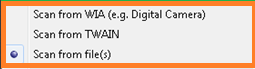 Scan from WIA (e.g. Digital Camera)
Scan from TWAIN
Scan from file(s)